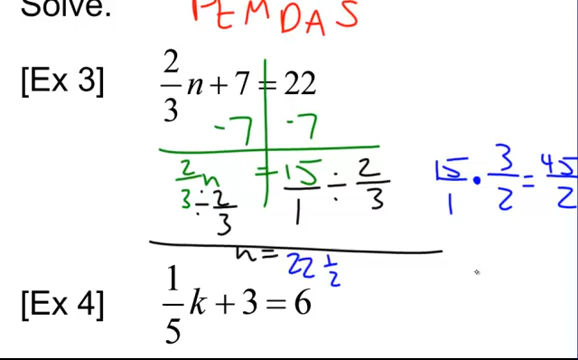 Solve.
PEMDAS
[Ex 3] 2/3 n + 7 = 22
-7 -7
2/3 n = 15/1 ÷ 2/3
÷ 2/3
15/1 · 3/2 = 45/2
n = 22 1/2
[Ex 4] 1/5 k + 3 = 6